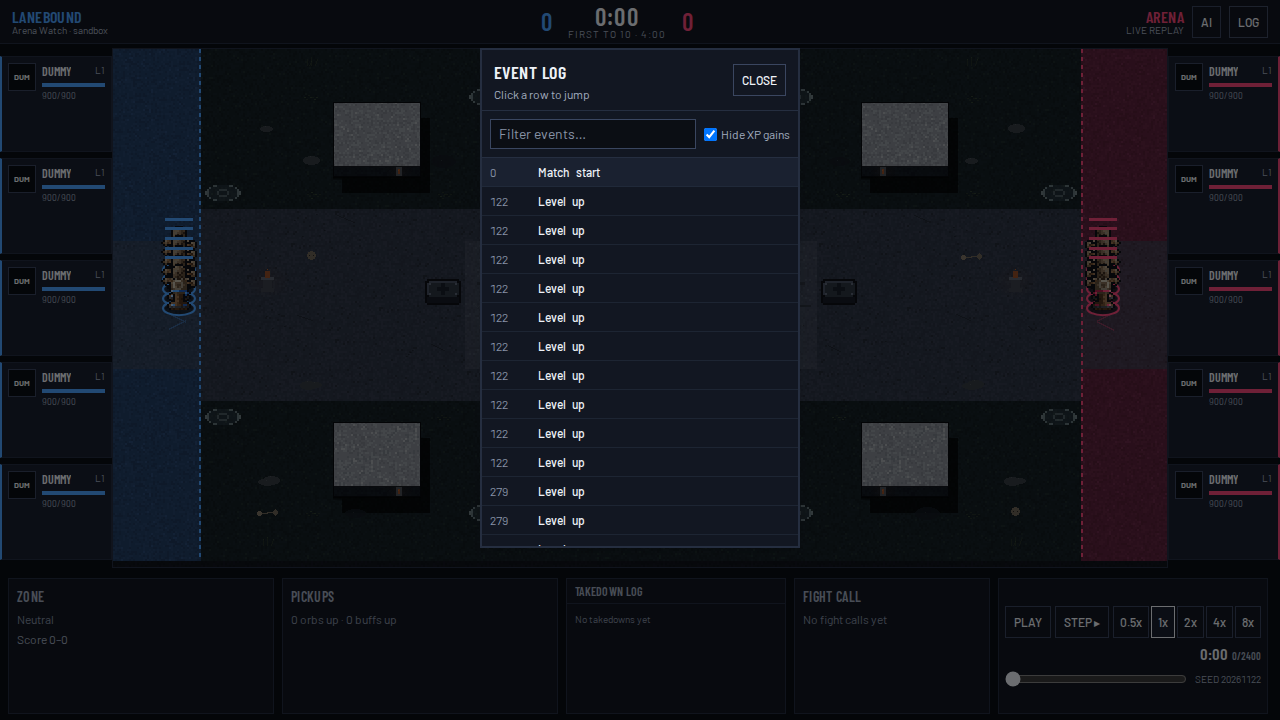 LANEBOUND
Arena Watch · sandbox
0
0:00
0
FIRST TO 10 · 4:00
ARENA
LIVE REPLAY
AI
LOG
DUM
DUMMY
L1
900/900
DUM
DUMMY
L1
900/900
DUM
DUMMY
L1
900/900
DUM
DUMMY
L1
900/900
DUM
DUMMY
L1
900/900
EVENT LOG
Click a row to jump
CLOSE
Filter events...
Hide XP gains
0 Match start
122 Level up
122 Level up
122 Level up
122 Level up
122 Level up
122 Level up
122 Level up
122 Level up
122 Level up
122 Level up
279 Level up
279 Level up
DUM
DUMMY
L1
900/900
DUM
DUMMY
L1
900/900
DUM
DUMMY
L1
900/900
DUM
DUMMY
L1
900/900
DUM
DUMMY
L1
900/900
ZONE
Neutral
Score 0–0
PICKUPS
0 orbs up · 0 buffs up
TAKEDOWN LOG
No takedowns yet
FIGHT CALL
No fight calls yet
PLAY
STEP▸
0.5x
1x
2x
4x
8x
0:00 0/2400
SEED 20261122